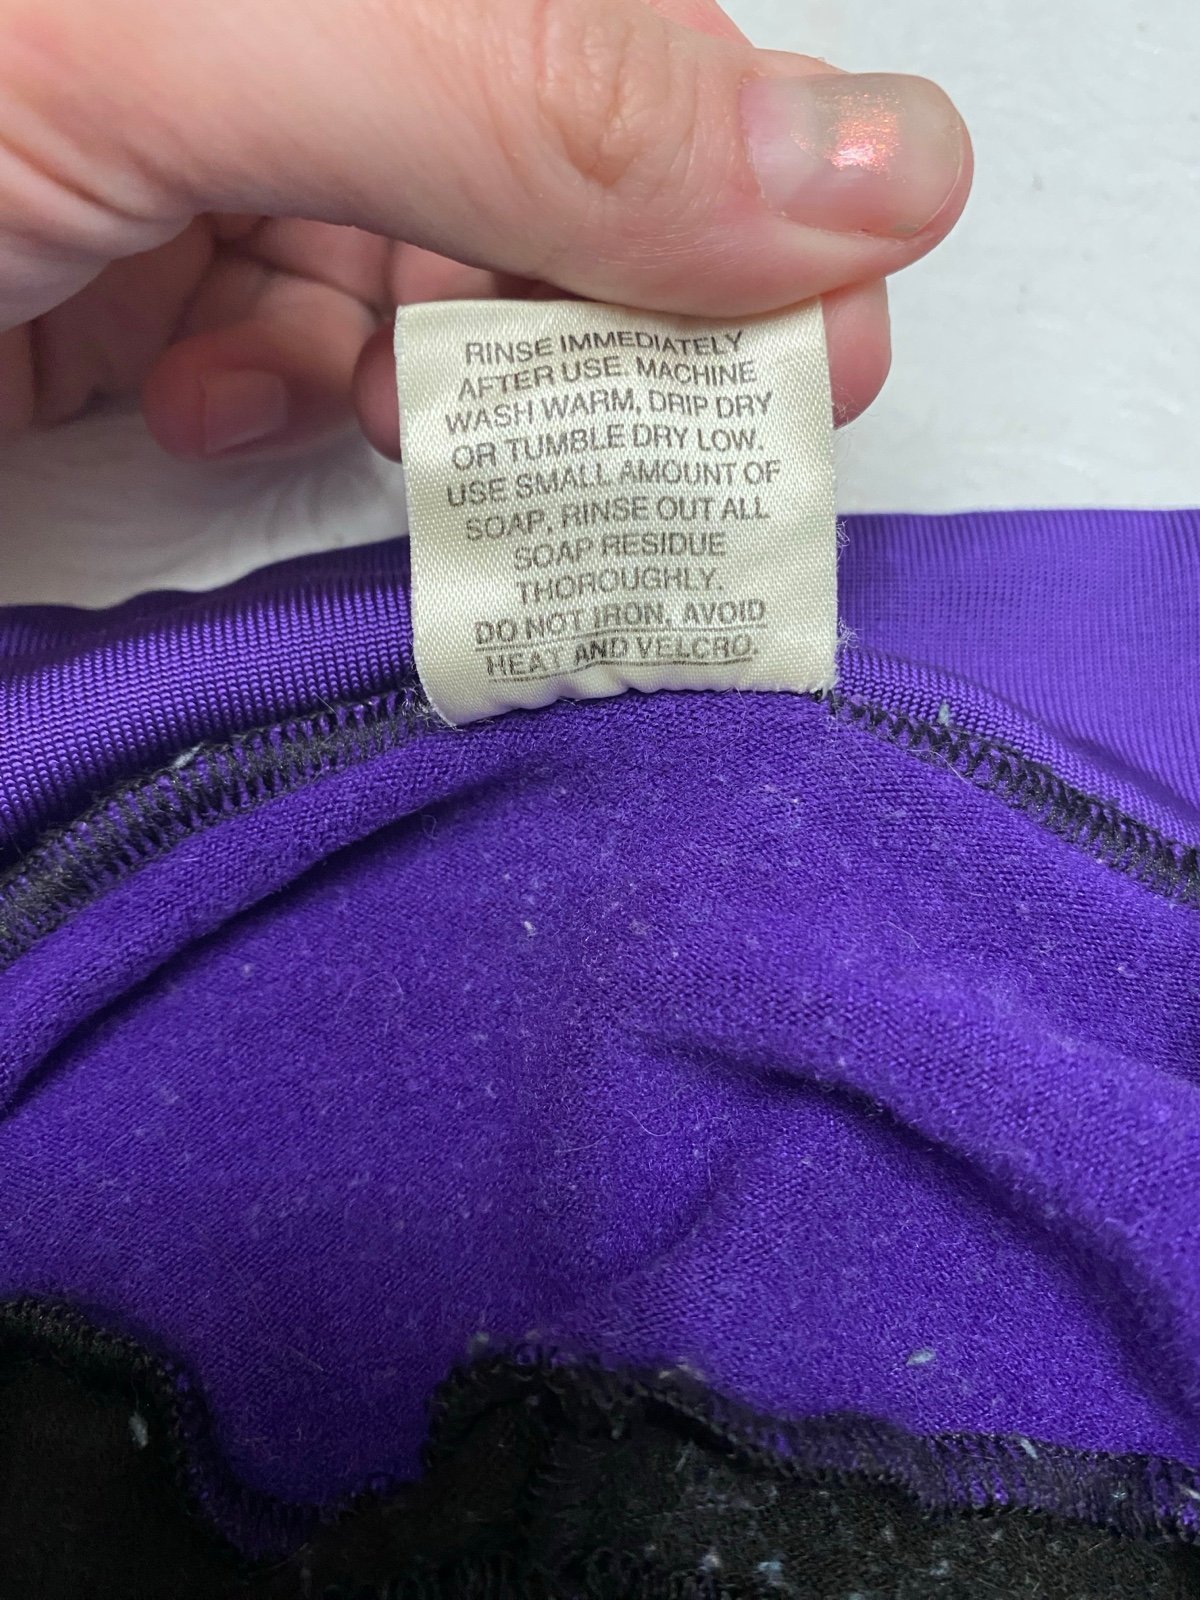 RINSE IMMEDIATELY
AFTER USE. MACHINE
WASH WARM, DRIP DRY
OR TUMBLE DRY LOW.
USE SMALL AMOUNT OF
SOAP, RINSE OUT ALL
SOAP RESIDUE
THOROUGHLY.
DO NOT IRON, AVOID
HEAT AND VELCRO.